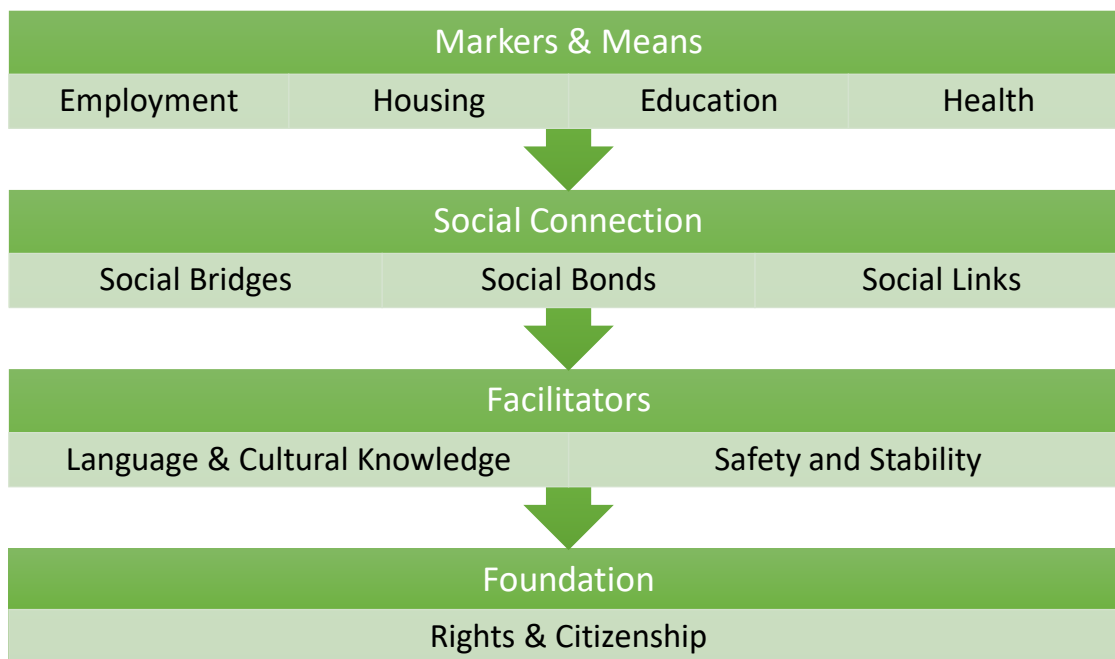 Markers & Means
Employment Housing Education Health
Social Connection
Social Bridges Social Bonds Social Links
Facilitators
Language & Cultural Knowledge Safety and Stability
Foundation
Rights & Citizenship